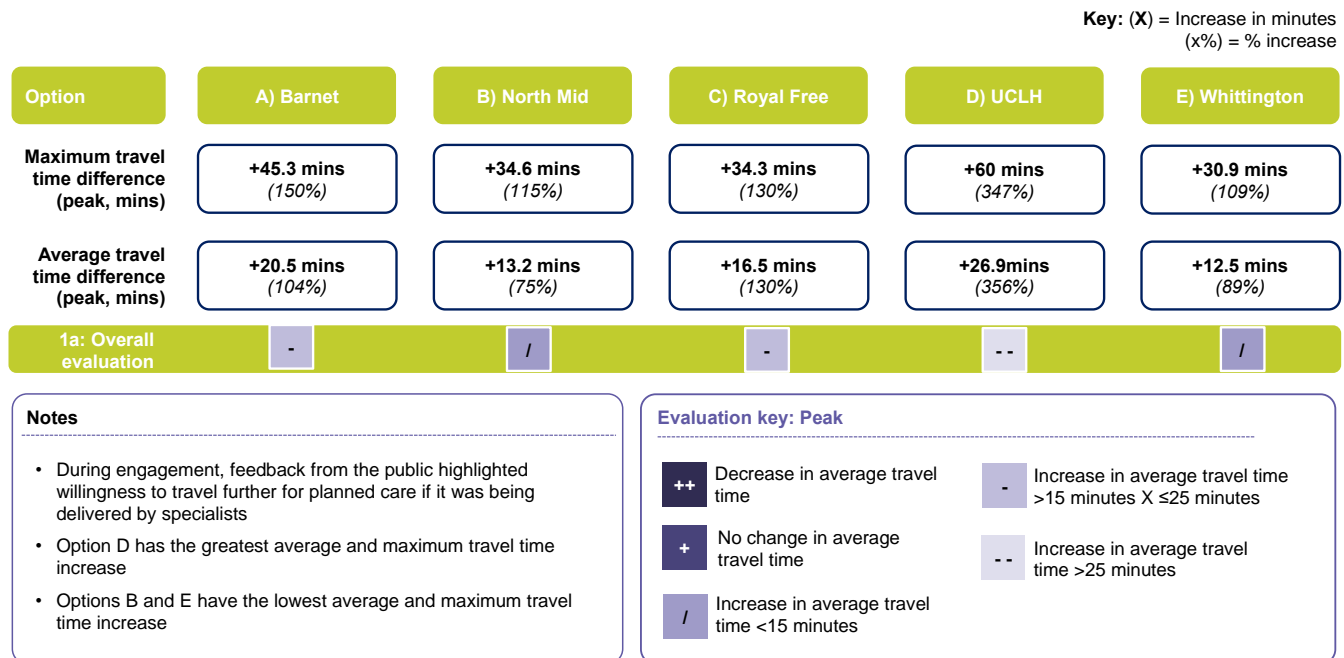 Key: (X) = Increase in minutes
(x%) = % increase
Option
A) Barnet
B) North Mid
C) Royal Free
D) UCLH
E) Whittington
Maximum travel
time difference
(peak, mins)
+45.3 mins
(150%)
+34.6 mins
(115%)
+34.3 mins
(130%)
+60 mins
(347%)
+30.9 mins
(109%)
Average travel
time difference
(peak, mins)
+20.5 mins
(104%)
+13.2 mins
(75%)
+16.5 mins
(130%)
+26.9mins
(356%)
+12.5 mins
(89%)
1a: Overall
evaluation
-
/
-
- -
/
Notes
• During engagement, feedback from the public highlighted
willingness to travel further for planned care if it was being
delivered by specialists
• Option D has the greatest average and maximum travel time
increase
• Options B and E have the lowest average and maximum travel
time increase
Evaluation key: Peak
++
Decrease in average travel
time
+
No change in average
travel time
/
Increase in average travel
time <15 minutes
-
Increase in average travel time
>15 minutes X ≤25 minutes
- -
Increase in average travel
time >25 minutes